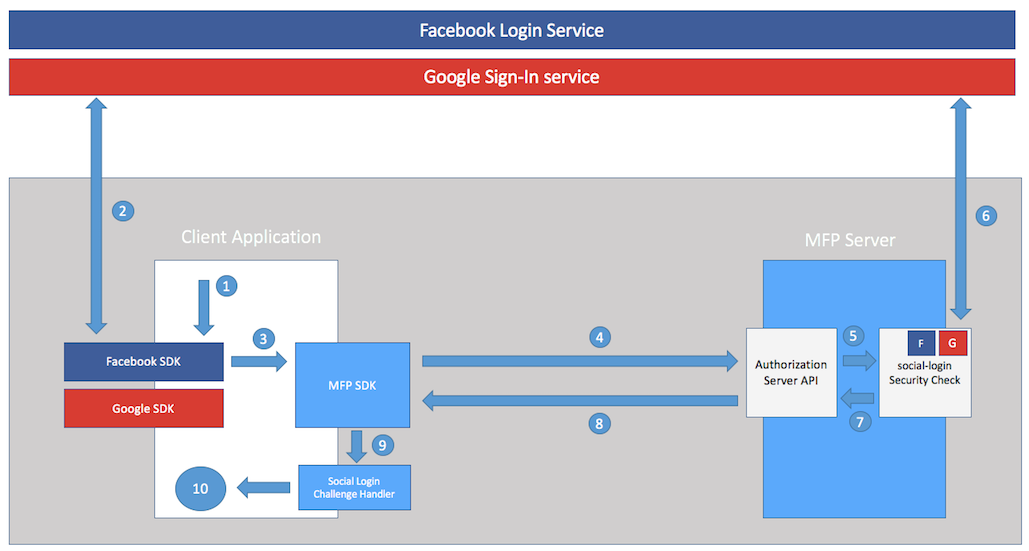 Facebook Login Service
Google Sign-In service
2
6
Client Application
MFP Server
1
3
4
5
F
G
Facebook SDK
Google SDK
MFP SDK
Authorization
Server API
social-login
Security Check
7
8
9
Social Login
Challenge Handler
10